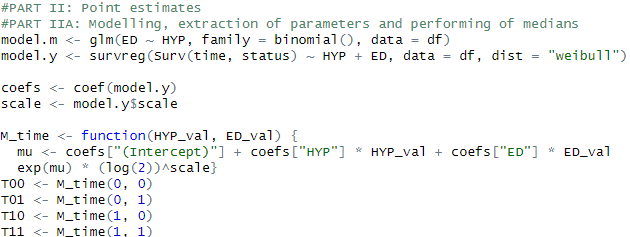 #PART II: Point estimates
#PART IIA: Modelling, extraction of parameters and performing of medians
model.m <- glm(ED ~ HYP, family = binomial(), data = df)
model.y <- survreg(Surv(time, status) ~ HYP + ED, data = df, dist = "weibull")
coefs <- coef(model.y)
scale <- model.y$scale
M_time <- function(HYP_val, ED_val) {
  mu <- coefs["(Intercept)"] + coefs["HYP"] * HYP_val + coefs["ED"] * ED_val
  exp(mu) * (log(2))^scale}
T00 <- M_time(0, 0)
T01 <- M_time(0, 1)
T10 <- M_time(1, 0)
T11 <- M_time(1, 1)